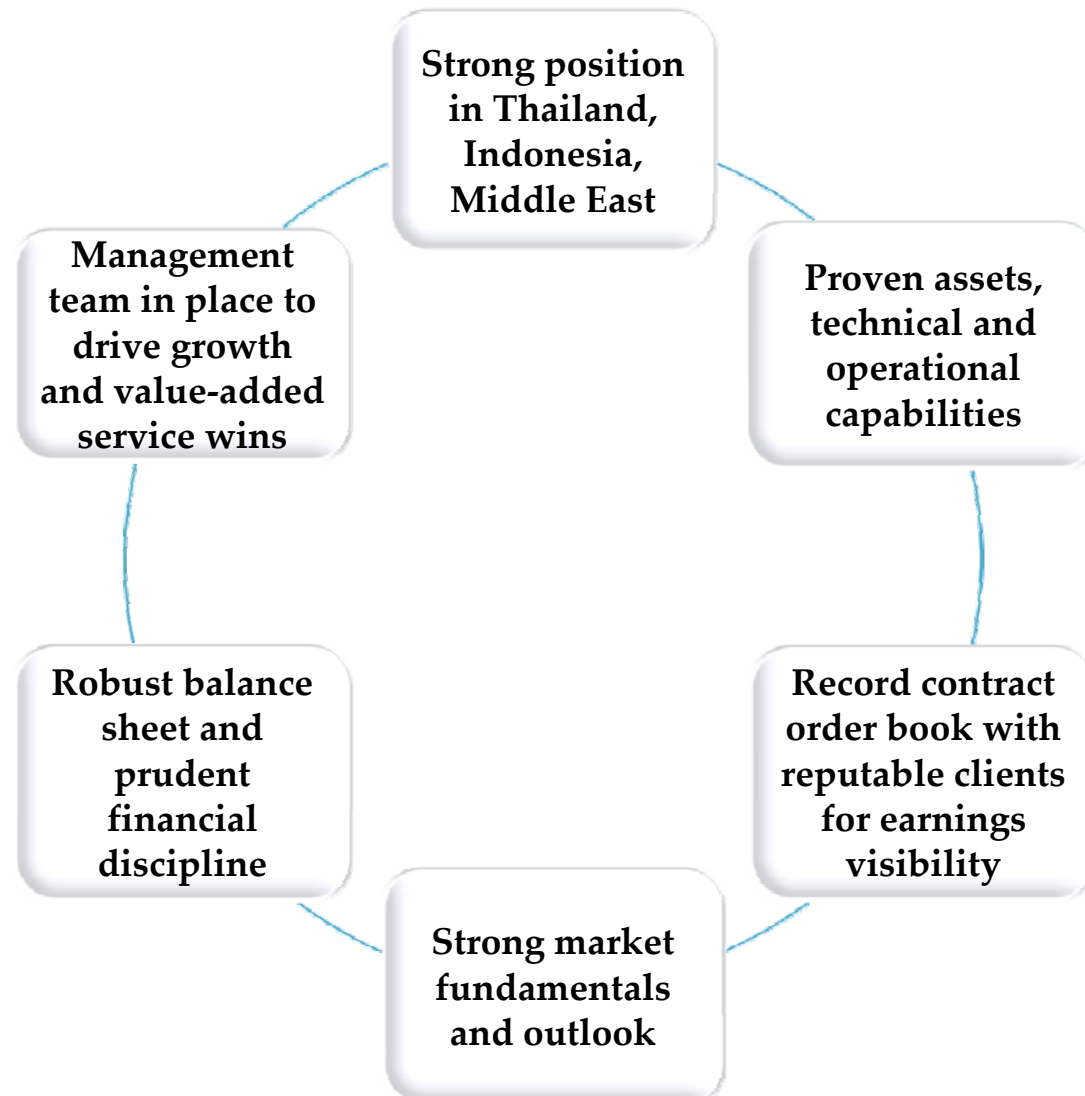 Strong position
in Thailand,
Indonesia,
Middle East
Proven assets,
technical and
operational
capabilities
Record contract
order book with
reputable clients
for earnings
visibility
Strong market
fundamentals
and outlook
Robust balance
sheet and
prudent
financial
discipline
Management
team in place to
drive growth
and value-added
service wins